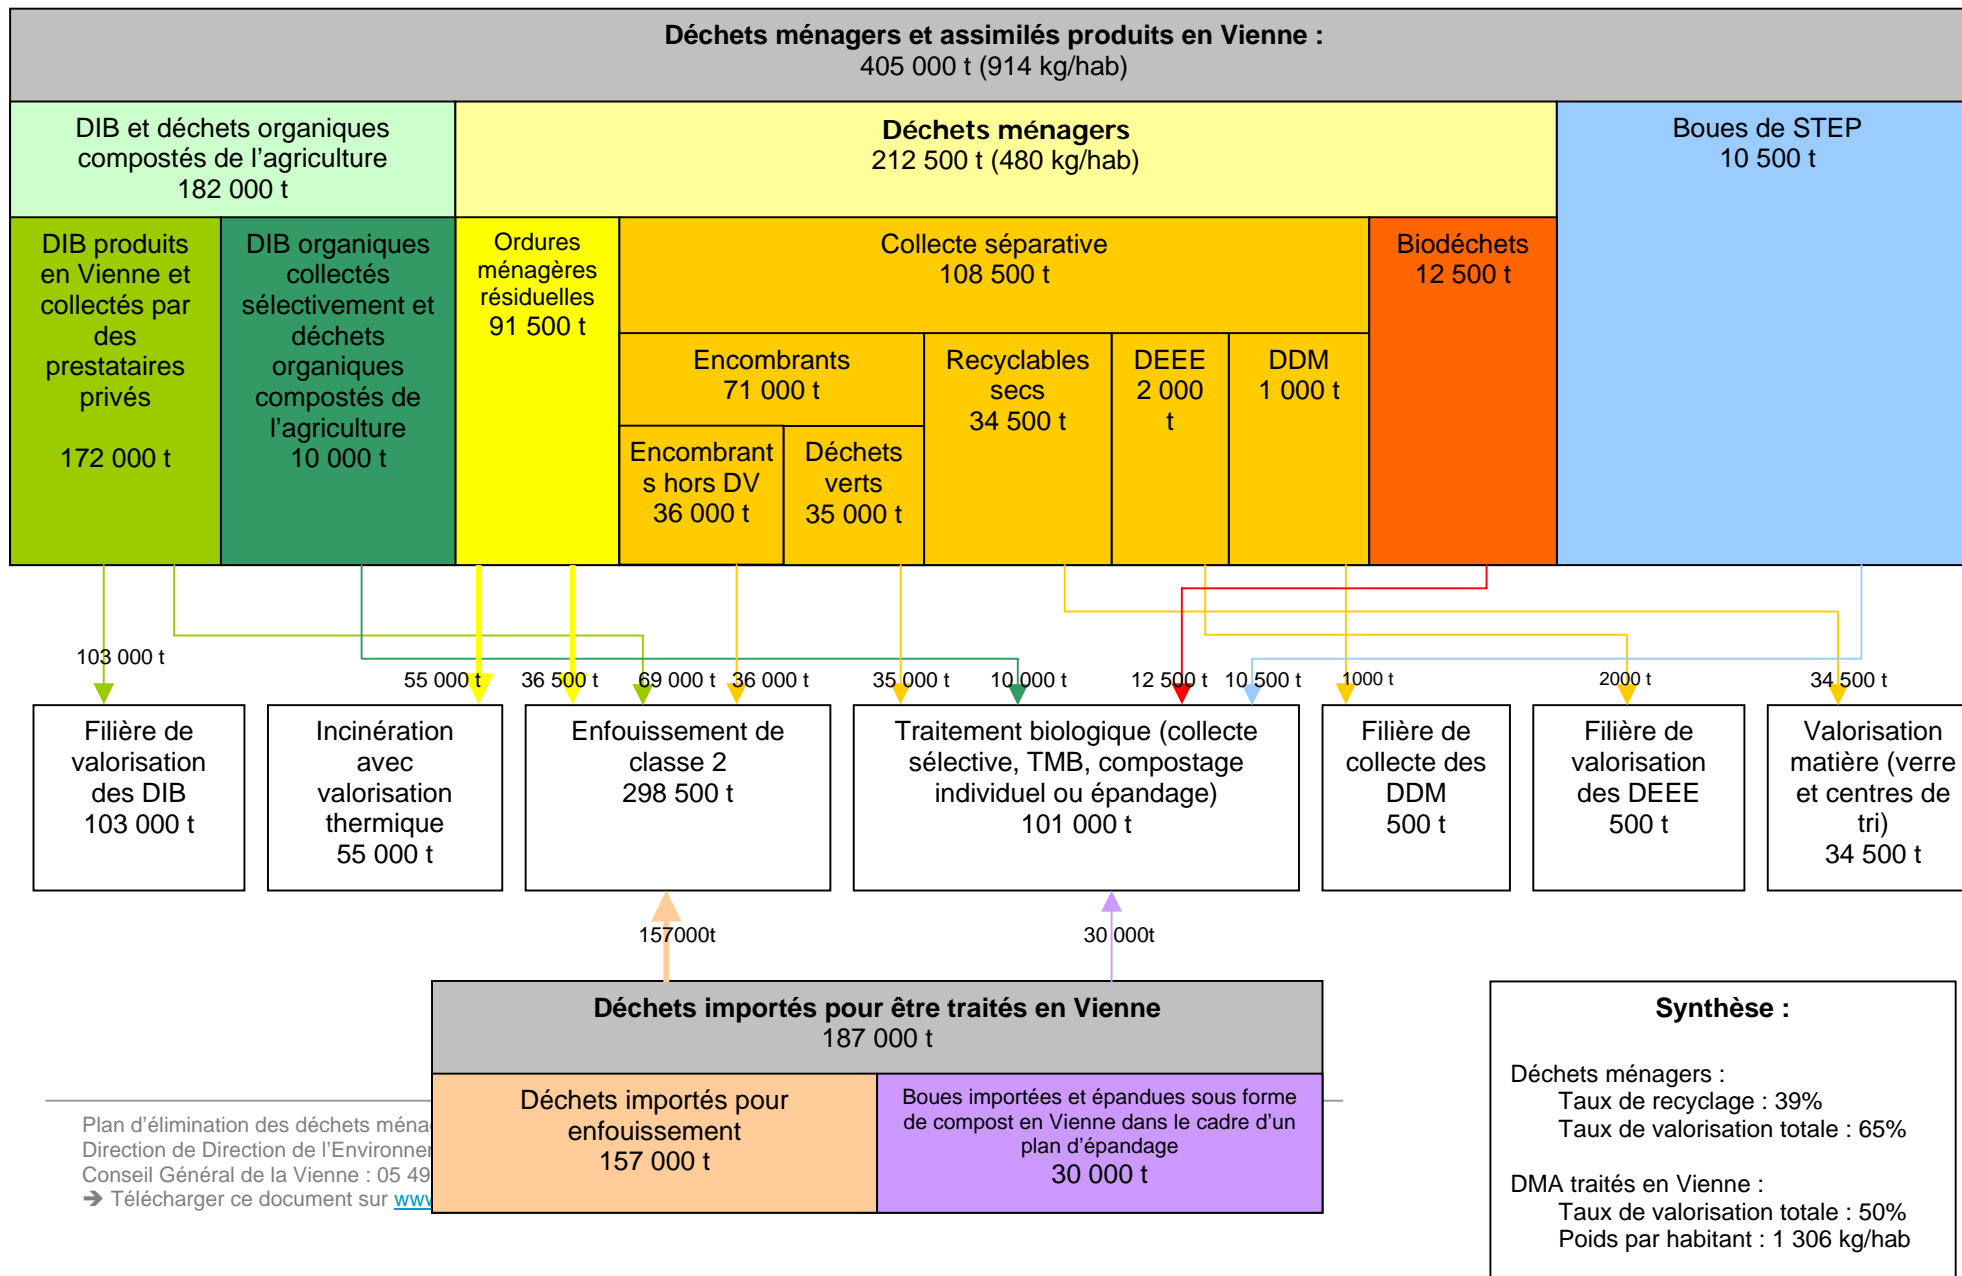 Déchets ménagers et assimilés produits en Vienne :
405 000 t (914 kg/hab)
DIB et déchets organiques
compostés de l'agriculture
182 000 t
Déchets ménagers
212 500 t (480 kg/hab)
Boues de STEP
10 500 t
DIB produits
en Vienne et
collectés par
des
prestataires
privés
172 000 t
DIB organiques
collectés
sélectivement et
déchets
organiques
compostés de
l'agriculture
10 000 t
Ordures
ménagères
résiduelles
91 500 t
Collecte séparative
108 500 t
Biodéchets
12 500 t
Encombrants
71 000 t
Recyclables
secs
34 500 t
DEEE
2 000
t
DDM
1 000 t
Encombrant
s hors DV
36 000 t
Déchets
verts
35 000 t
103 000 t
55 000 t
36 500 t
69 000 t
36 000 t
35 000 t
10 000 t
12 500 t
10 500 t
1000 t
2000 t
34 500 t
Filière de
valorisation
des DIB
103 000 t
Incinération
avec
valorisation
thermique
55 000 t
Enfouissement de
classe 2
298 500 t
Traitement biologique (collecte
sélective, TMB, compostage
individuel ou épandage)
101 000 t
Filière de
collecte des
DDM
500 t
Filière de
valorisation
des DEEE
500 t
Valorisation
matière (verre
et centres de
tri)
34 500 t
157000t
30 000t
Déchets importés pour être traités en Vienne
187 000 t
Déchets importés pour
enfouissement
157 000 t
Boues importées et épandues sous forme
de compost en Vienne dans le cadre d'un
plan d'épandage
30 000 t
Plan d'élimination des déchets ména
Direction de Direction de l'Environne
Conseil Général de la Vienne : 05 49
➔ Télécharger ce document sur www
Synthèse :
Déchets ménagers :
Taux de recyclage : 39%
Taux de valorisation totale : 65%
DMA traités en Vienne :
Taux de valorisation totale : 50%
Poids par habitant : 1 306 kg/hab